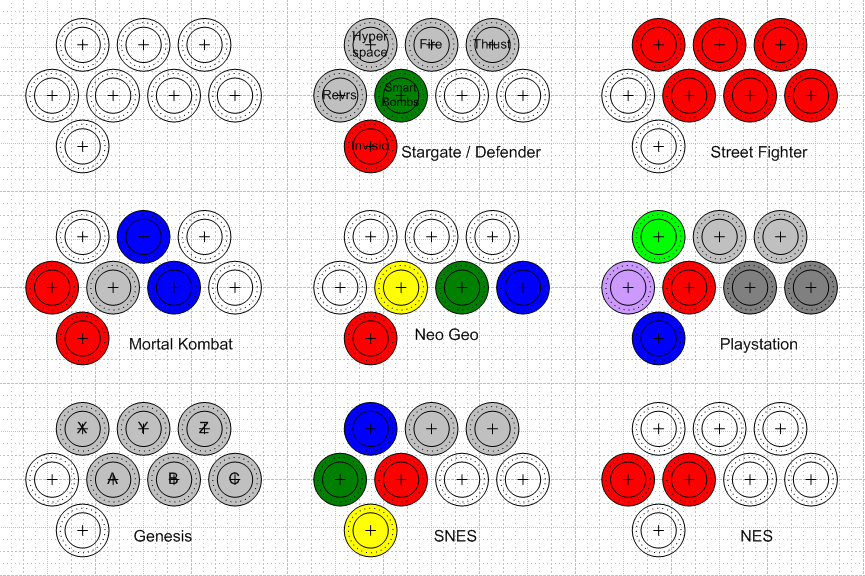 Hyper
space
Fire
Thrust
Revrs
Smart
Bombs
Inviso
Stargate / Defender
Street Fighter
Mortal Kombat
Neo Geo
Playstation
X Y Z
A B C
Genesis
SNES
NES